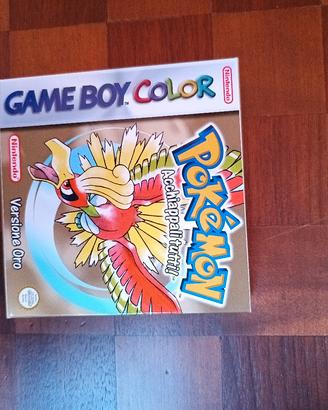 GAME BOY COLOR
Nintendo
Nintendo
POKéMON
Acchiappali tutti!
Versione Oro